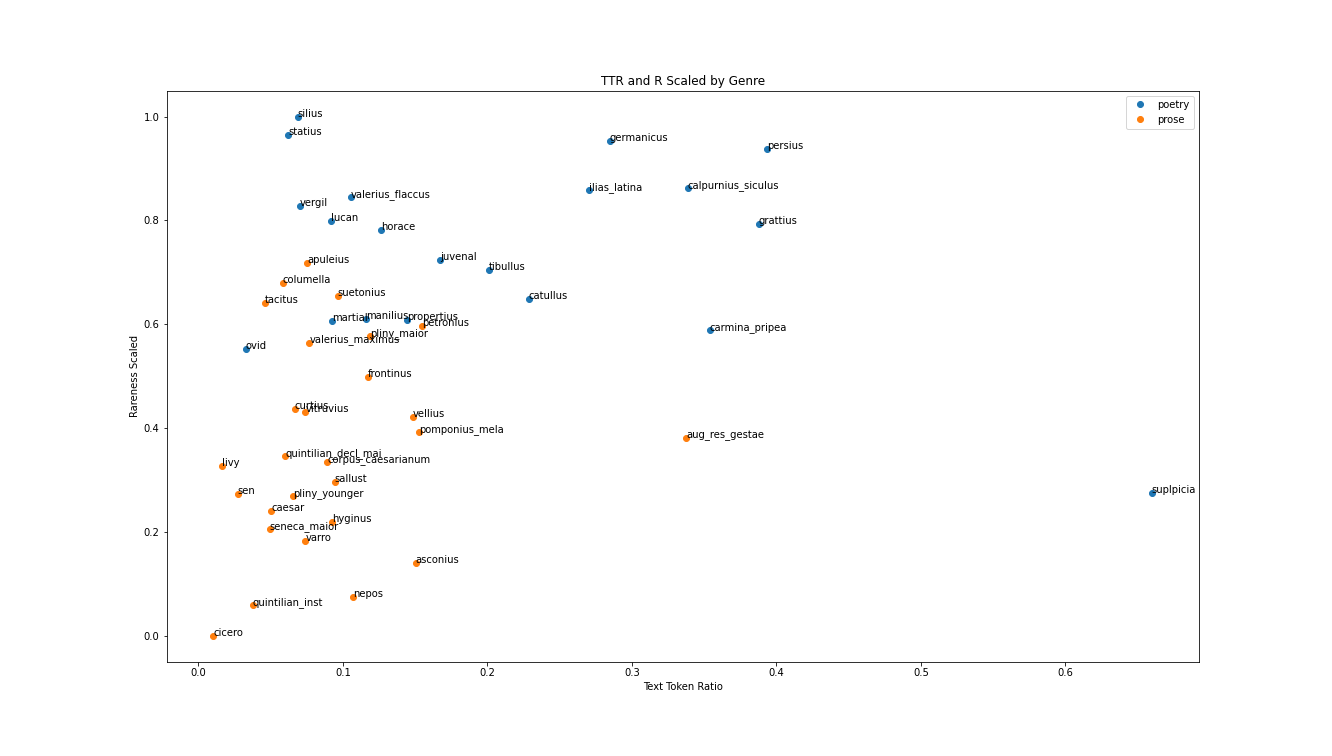 TTR and R Scaled by Genre
poetry
prose
silius
statius
germanicus
persius
ilias_latina
calpurnius_siculus
valerius_flaccus
vergil
lucan
horace
grattius
juvenal
tibullus
apuleius
columella
suetonius
tacitus
catullus
martial
manilius
propertius
petronius
carmina_pripea
pliny_maior
valerius_maximus
ovid
frontinus
curtius
vitruvius
vellius
pomponius_mela
aug_res_gestae
quintilian_decl_mai
corpus_caesarianum
livy
sallust
sen
pliny_younger
suplpicia
caesar
hyginus
seneca_maior
varro
asconius
nepos
quintilian_inst
cicero
1.0
0.8
0.6
0.4
0.2
0.0
Rareness Scaled
0.0 0.1 0.2 0.3 0.4 0.5 0.6
Text Token Ratio